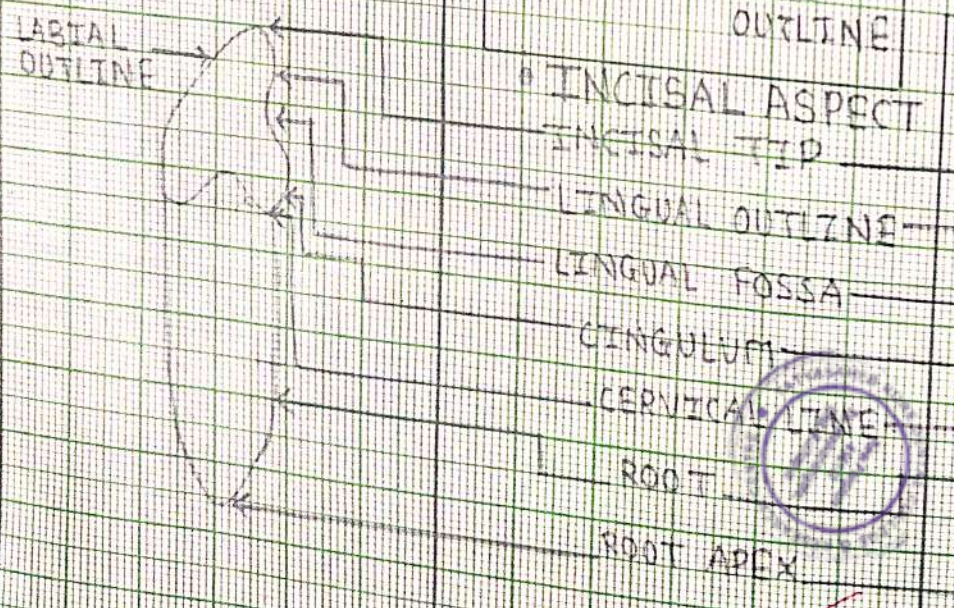 OUTLINE
LABIAL
OUTLINE
• INCISAL ASPECT
INCISAL TIP
LINGUAL OUTLINE
LINGUAL FOSSA
CINGULUM
CERVICAL LINE
ROOT
ROOT APEX